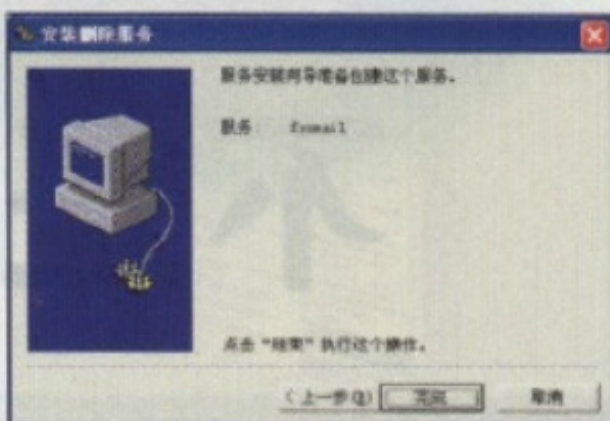 安装删除服务
服务安装向导准备创建这个服务。
服务 foxmail
点击“结束”执行这个操作。
〈上一步(Q)
完成
取消